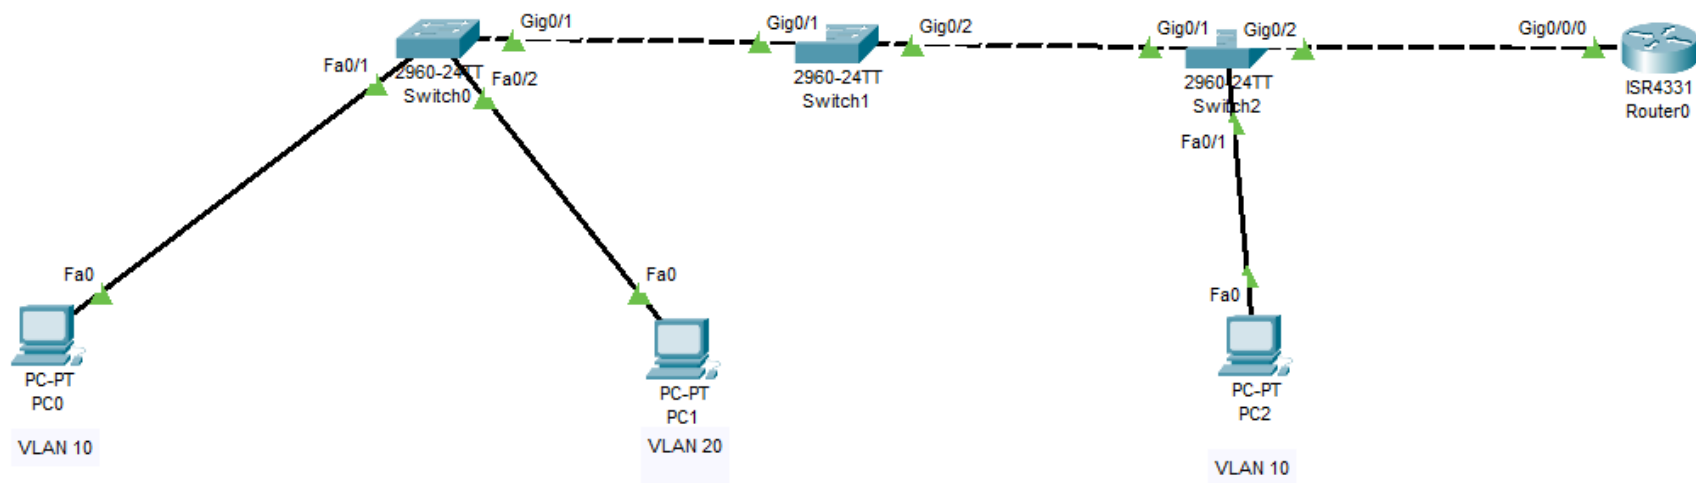 Gig0/1
Gig0/1
Gig0/2
Gig0/1
Gig0/2
Gig0/0/0
Fa0/1
2960-24TT
Switch0
Fa0/2
2960-24TT
Switch1
2960-24TT
Switch2
Fa0/1
ISR4331
Router0
Fa0
PC-PT
PC0
VLAN 10
Fa0
PC-PT
PC1
VLAN 20
Fa0
PC-PT
PC2
VLAN 10